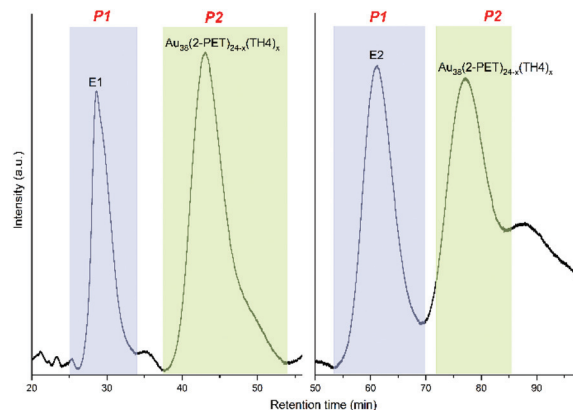 P1 P2 P1 P2
E1
Au38(2-PET)24-x(TH4)x
E2
Au38(2-PET)24-x(TH4)x
Intensity (a.u.)
20 30 40 50 50 60 70 80 90
Retention time (min)